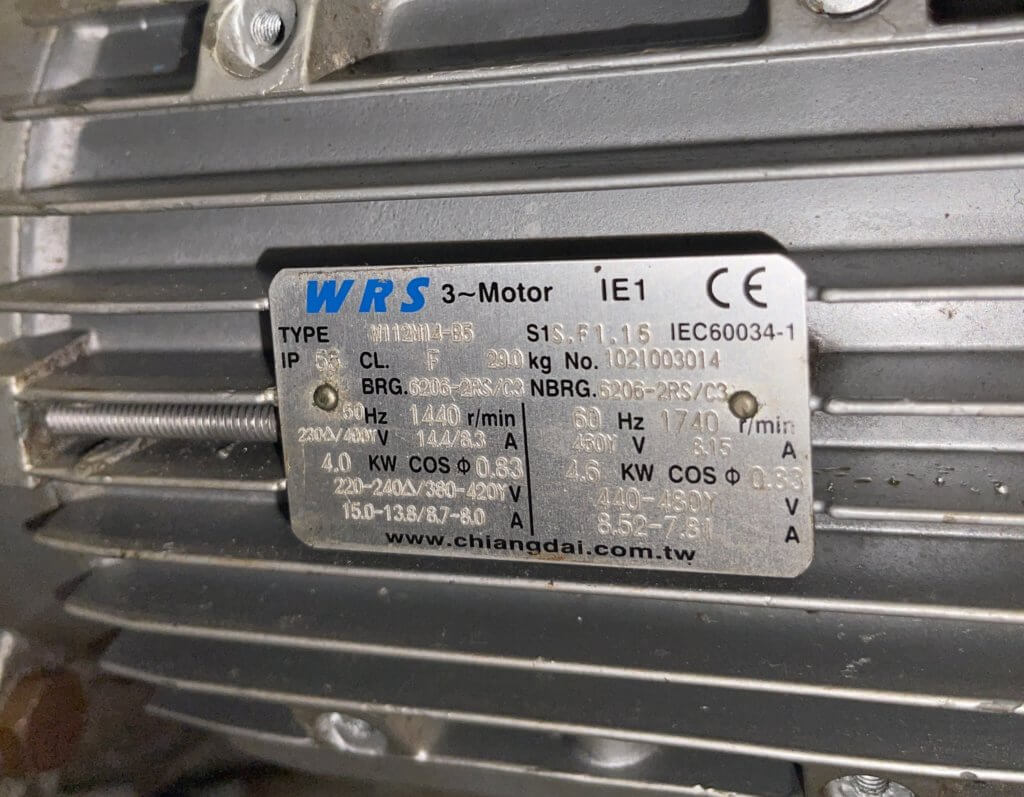 WRS 3~Motor IE1 CE
TYPE M112M14-B5 S1 S.F1.15 IEC60034-1
IP 55 CL. F 29.0 kg No. 1021003014
BRG. 6206-2RS/C3 NBRG. 6206-2RS/C3
50 Hz 1440 r/min 60 Hz 1740 r/min
230Δ/400Y V 14.4/8.3 A 460Y V 8.15 A
4.0 KW COS Φ 0.83 4.6 KW COS Φ 0.83
220-240Δ/380-420Y V 440-480Y V
15.0-13.8/8.7-8.0 A 8.52-7.81 A
www.chiangdai.com.tw